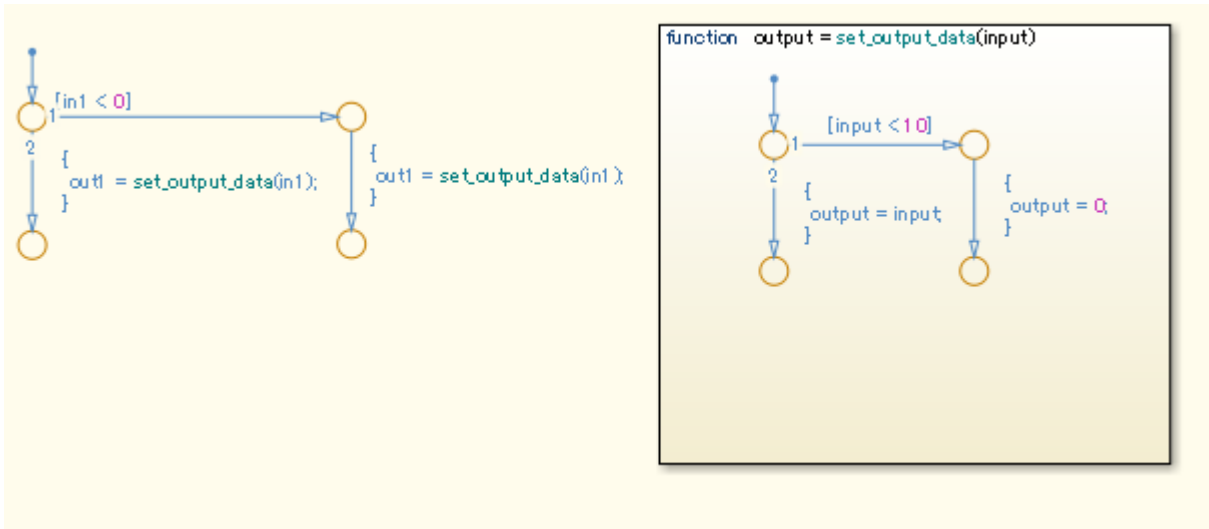 [in1 < 0]
1
2
{
out1 = set_output_data(in1);
}
{
out1 = set_output_data(in1);
}
function output = set_output_data(input)
[input < 10]
1
2
{
output = input;
}
{
output = 0;
}